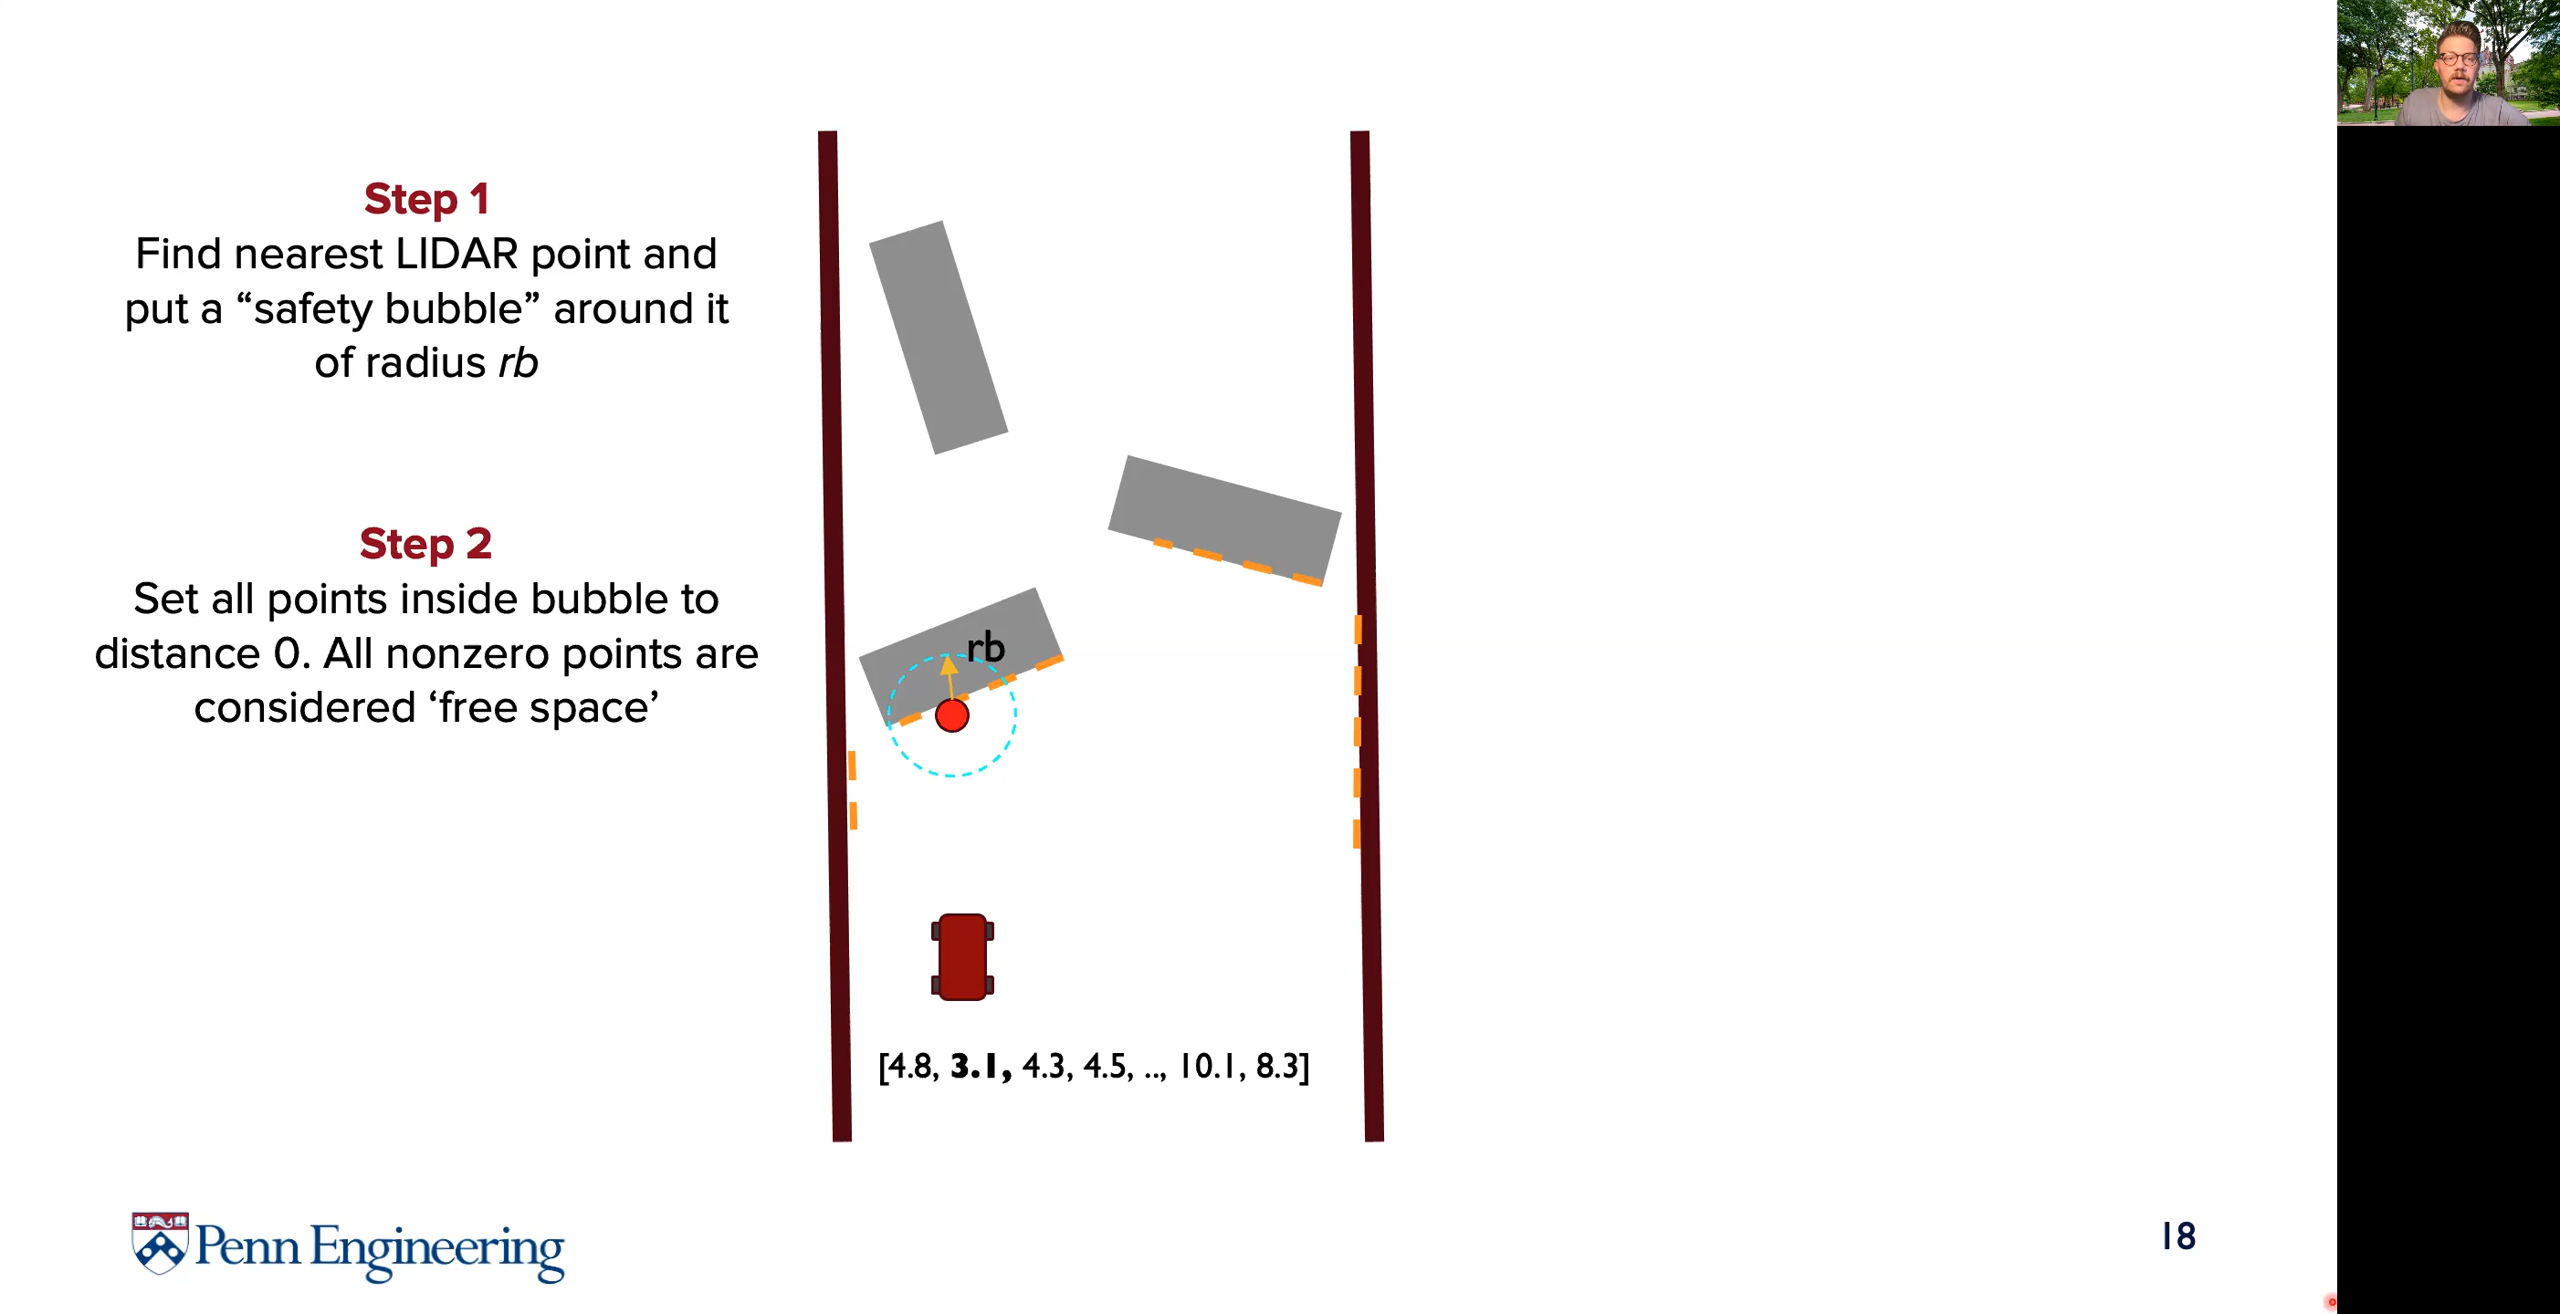 Step 1
Find nearest LIDAR point and
put a “safety bubble” around it
of radius rb
Step 2
Set all points inside bubble to
distance 0. All nonzero points are
considered ‘free space’
rb
[4.8, 3.1, 4.3, 4.5, .., 10.1, 8.3]
Penn Engineering
18